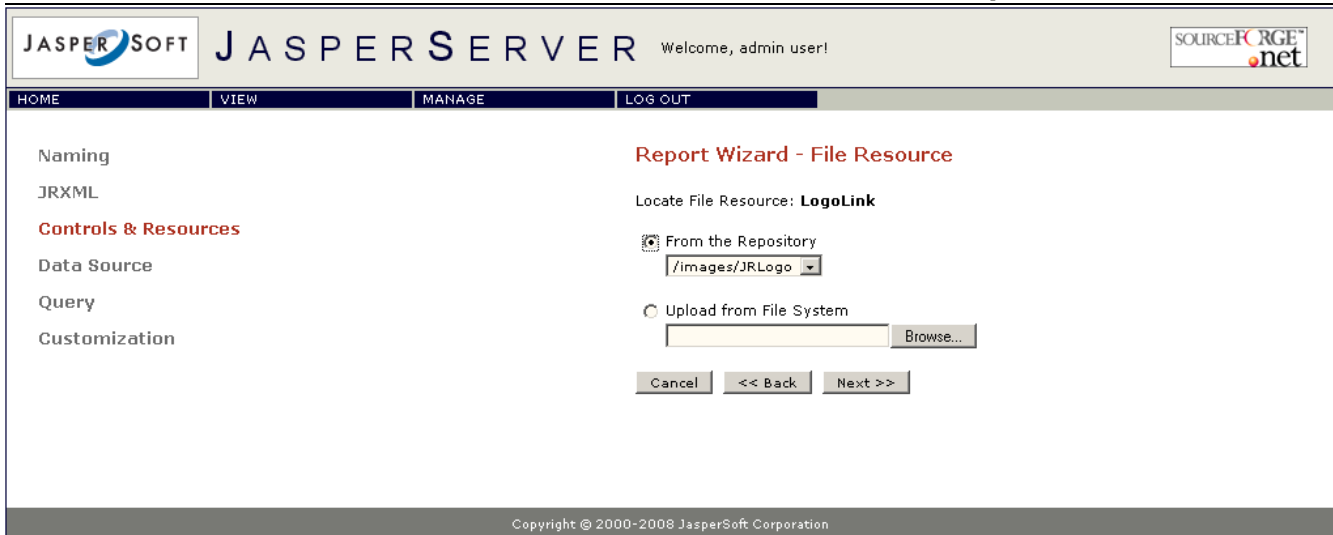 JASPERSOFT
JASPERSERVER
Welcome, admin user!
SOURCEFORGE™
.net
HOME
VIEW
MANAGE
LOG OUT
Naming
JRXML
Controls & Resources
Data Source
Query
Customization
Report Wizard - File Resource
Locate File Resource: LogoLink
From the Repository
/images/JRLogo
Upload from File System
Browse...
Cancel
<< Back
Next >>
Copyright © 2000-2008 JasperSoft Corporation